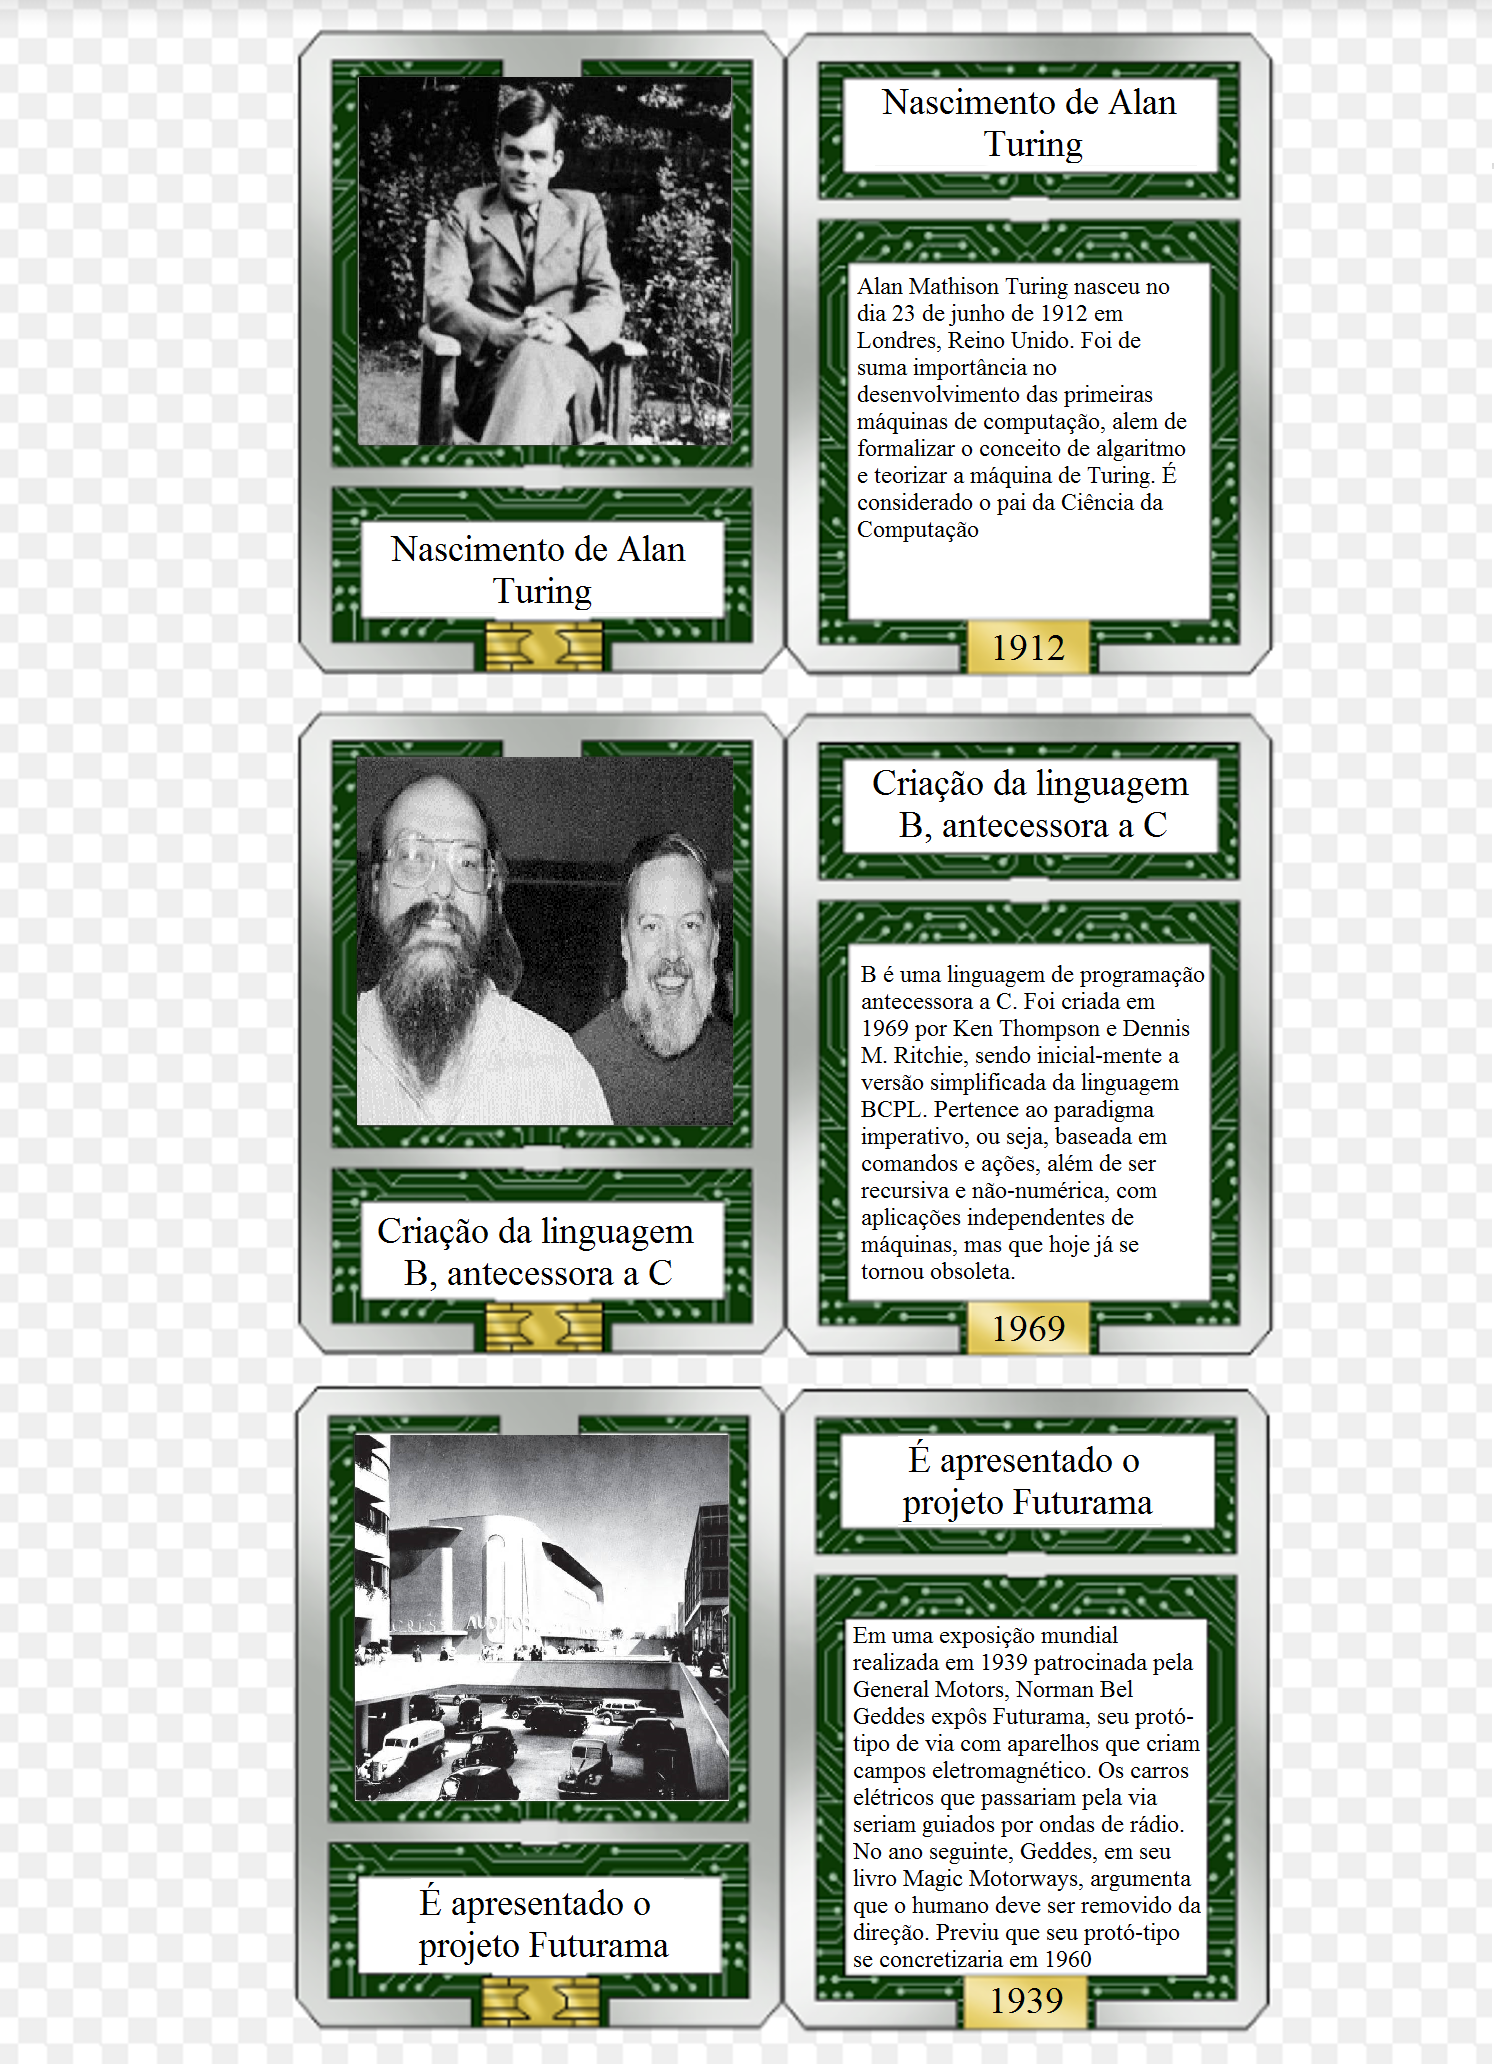 Nascimento de Alan
Turing
Nascimento de Alan
Turing
Alan Mathison Turing nasceu no
dia 23 de junho de 1912 em
Londres, Reino Unido. Foi de
suma importância no
desenvolvimento das primeiras
máquinas de computação, alem de
formalizar o conceito de algaritmo
e teorizar a máquina de Turing. É
considerado o pai da Ciência da
Computação
1912
Criação da linguagem
B, antecessora a C
Criação da linguagem
B, antecessora a C
B é uma linguagem de programação
antecessora a C. Foi criada em
1969 por Ken Thompson e Dennis
M. Ritchie, sendo inicial-mente a
versão simplificada da linguagem
BCPL. Pertence ao paradigma
imperativo, ou seja, baseada em
comandos e ações, além de ser
recursiva e não-numérica, com
aplicações independentes de
máquinas, mas que hoje já se
tornou obsoleta.
1969
É apresentado o
projeto Futurama
É apresentado o
projeto Futurama
Em uma exposição mundial
realizada em 1939 patrocinada pela
General Motors, Norman Bel
Geddes expôs Futurama, seu protó-
tipo de via com aparelhos que criam
campos eletromagnético. Os carros
elétricos que passariam pela via
seriam guiados por ondas de rádio.
No ano seguinte, Geddes, em seu
livro Magic Motorways, argumenta
que o humano deve ser removido da
direção. Previu que seu protó-tipo
se concretizaria em 1960
1939